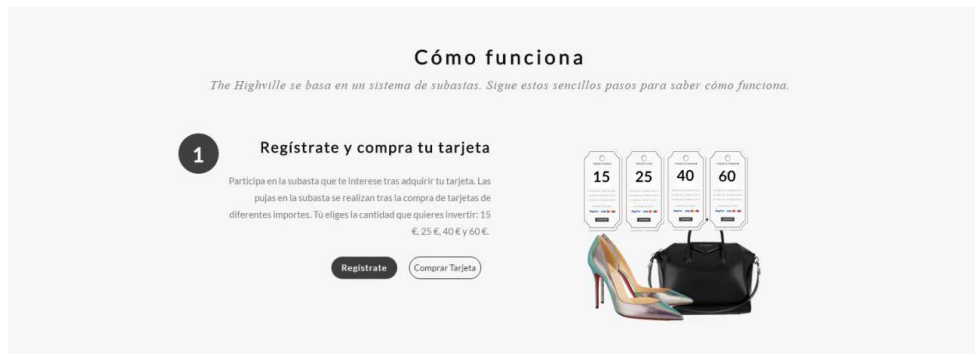 Cómo funciona
The Highville se basa en un sistema de subastas. Sigue estos sencillos pasos para saber cómo funciona.
1
Regístrate y compra tu tarjeta
Participa en la subasta que te interese tras adquirir tu tarjeta. Las
pujas en la subasta se realizan tras la compra de tarjetas de
diferentes importes. Tú eliges la cantidad que quieres invertir: 15
€, 25 €, 40 € y 60 €.
Regístrate
Comprar Tarjeta
15 25 40 60